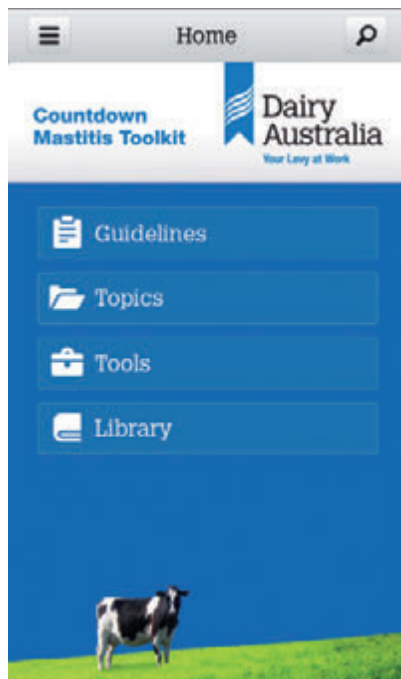 Home
Countdown
Mastitis Toolkit
Dairy
Australia
Your Levy at Work
Guidelines
Topics
Tools
Library